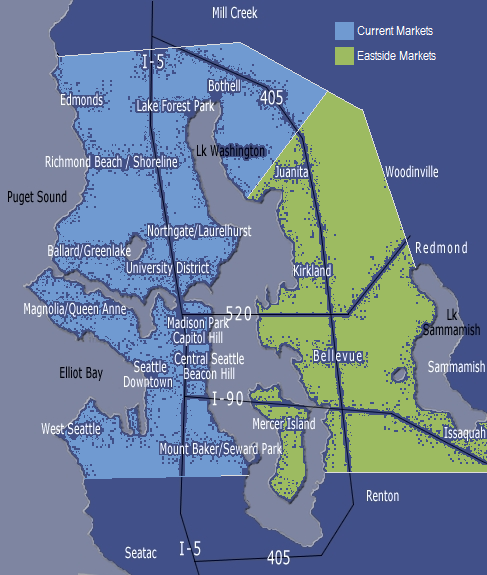 Mill Creek
Current Markets
Eastside Markets
I-5
Bothell
405
Edmonds
Lake Forest Park
Lk Washington
Richmond Beach / Shoreline
Juanita
Woodinville
Puget Sound
Northgate/Laurelhurst
Ballard/Greenlake
University District
Redmond
Kirkland
Magnolia/Queen Anne
520
Madison Park
Capitol Hill
Lk
Sammamish
Central Seattle
Beacon Hill
Bellevue
Seattle
Downtown
Elliot Bay
Sammamish
I-90
Mercer Island
West Seattle
Issaquah
Mount Baker/Seward Park
Renton
Seatac
I-5
405